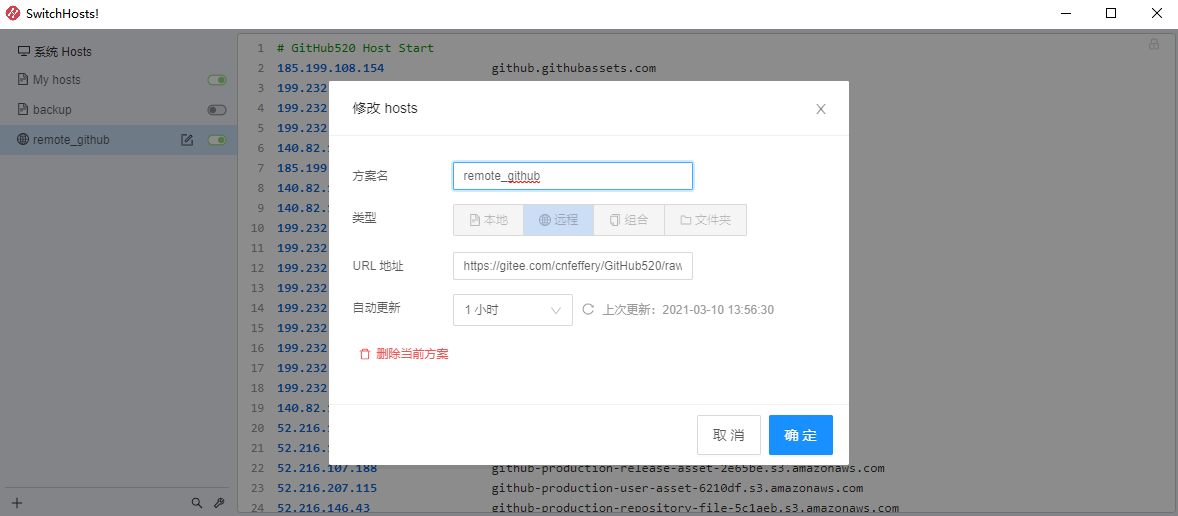 SwitchHosts!
系统 Hosts
My hosts
backup
remote_github
1 # GitHub520 Host Start
2 185.199.108.154 github.githubassets.com
3 199.232
4 199.232
5 199.232
6 140.82.
7 185.199
8 140.82.
9 140.82.
10 199.232
11 199.232
12 199.232
13 199.232
14 199.232
15 199.232
16 199.232
17 199.232
18 199.232
19 140.82.
20 52.216.
21 52.216.
22 52.216.107.188 github-production-release-asset-2e65be.s3.amazonaws.com
23 52.216.207.115 github-production-user-asset-6210df.s3.amazonaws.com
24 52.216.146.43 github-production-repository-file-5c1aeb.s3.amazonaws.com
修改 hosts
方案名 remote_github
类型 本地 远程 组合 文件夹
URL 地址 https://gitee.com/cnfeffery/GitHub520/raw
自动更新 1 小时 上次更新：2021-03-10 13:56:30
删除当前方案
取 消 确 定